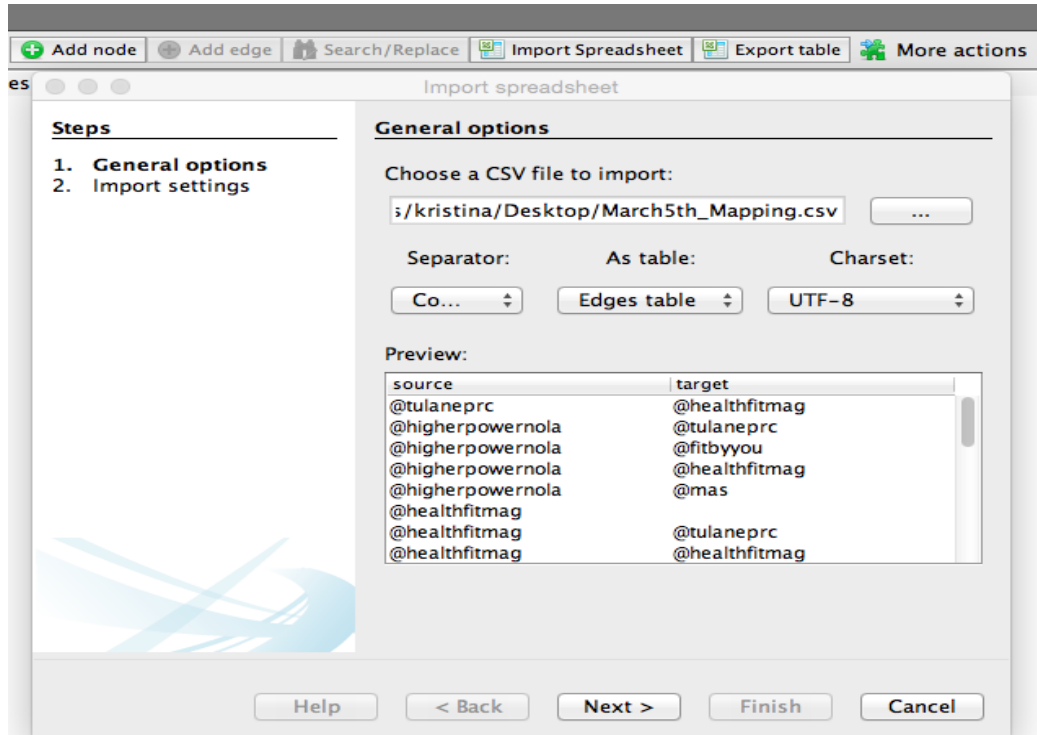 Add node Add edge Search/Replace Import Spreadsheet Export table More actions
es
Import spreadsheet
Steps
1. General options
2. Import settings
General options
Choose a CSV file to import:
s/kristina/Desktop/March5th_Mapping.csv ...
Separator: As table: Charset:
Co... Edges table UTF-8
Preview:
source target
@tulaneprc @healthfitmag
@higherpowernola @tulaneprc
@higherpowernola @fitbyyou
@higherpowernola @healthfitmag
@higherpowernola @mas
@healthfitmag
@healthfitmag @tulaneprc
@healthfitmag @healthfitmag
Help < Back Next > Finish Cancel